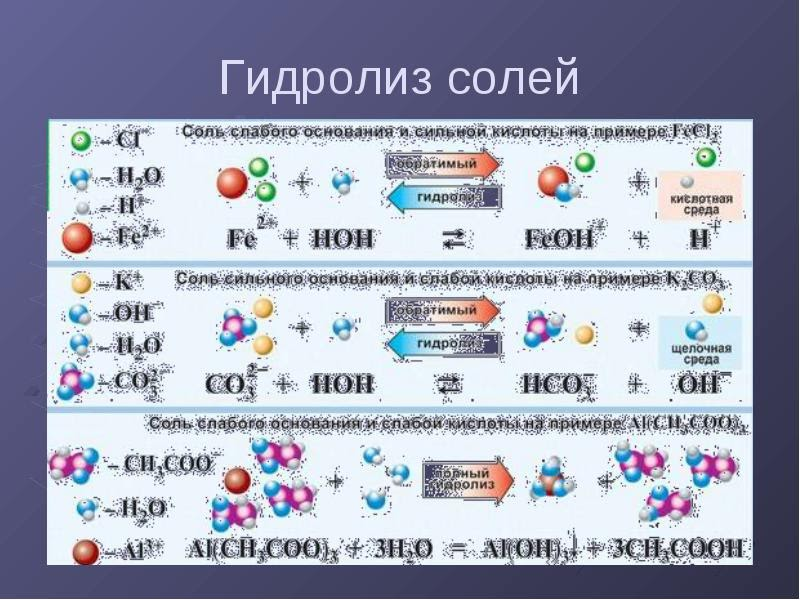 Гидролиз солей
Соль слабого основания и сильной кислоты на примере FeCl₂
– Cl⁻
– H₂O
– H⁺
– Fe²⁺
обратимый
гидролиз
кислотная
среда
Fe²⁺ + HOH ⇄ FeOH⁺ + H⁺
Соль сильного основания и слабой кислоты на примере K₂CO₃
– K⁺
– OH⁻
– H₂O
– CO₃²⁻
обратимый
гидролиз
щелочная
среда
CO₃²⁻ + HOH ⇄ HCO₃⁻ + OH⁻
Соль слабого основания и слабой кислоты на примере Al(CH₃COO)₃
– CH₃COO⁻
– H₂O
– Al³⁺
полный
гидролиз
Al(CH₃COO)₃ + 3H₂O = Al(OH)₃↓ + 3CH₃COOH